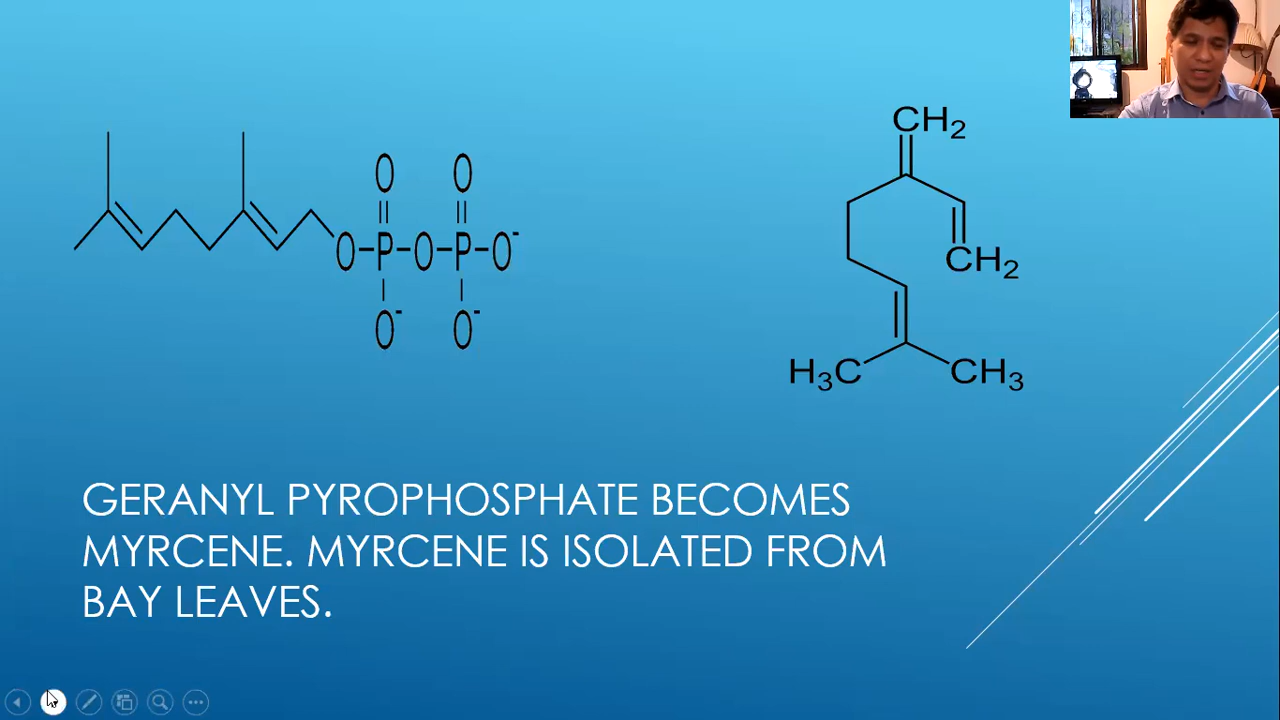 CH2
O O
O-P-O-P-O-
O- O-
CH2
H3C CH3
GERANYL PYROPHOSPHATE BECOMES
MYRCENE. MYRCENE IS ISOLATED FROM
BAY LEAVES.